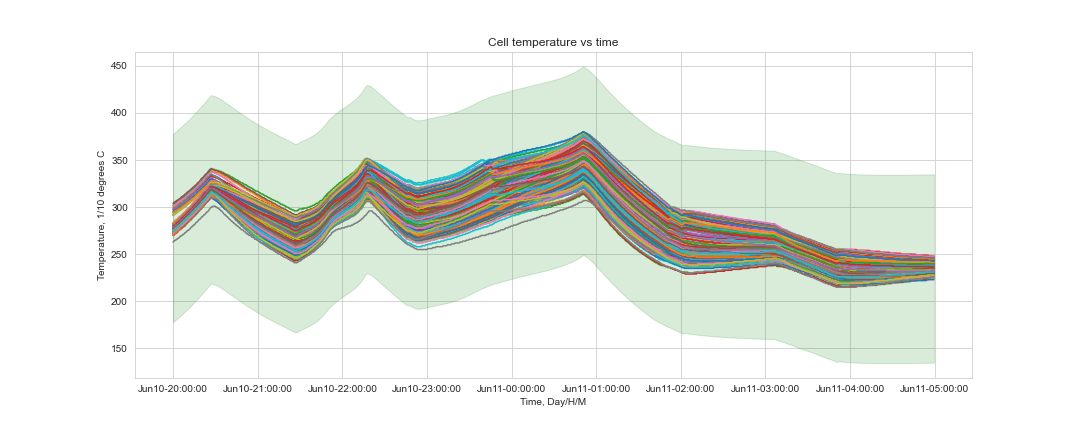 Cell temperature vs time
Temperature, 1/10 degrees C
450
400
350
300
250
200
150
Jun10-20:00:00 Jun10-21:00:00 Jun10-22:00:00 Jun10-23:00:00 Jun11-00:00:00 Jun11-01:00:00 Jun11-02:00:00 Jun11-03:00:00 Jun11-04:00:00 Jun11-05:00:00
Time, Day/H/M